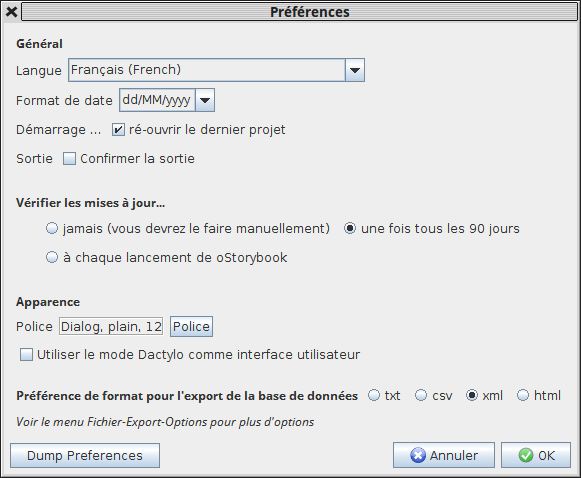 Préférences
Général
Langue Français (French)
Format de date dd/MM/yyyy
Démarrage ... ré-ouvrir le dernier projet
Sortie Confirmer la sortie
Vérifier les mises à jour...
jamais (vous devrez le faire manuellement) une fois tous les 90 jours
à chaque lancement de oStorybook
Apparence
Police Dialog, plain, 12 Police
Utiliser le mode Dactylo comme interface utilisateur
Préférence de format pour l'export de la base de données txt csv xml html
Voir le menu Fichier-Export-Options pour plus d'options
Dump Preferences Annuler OK